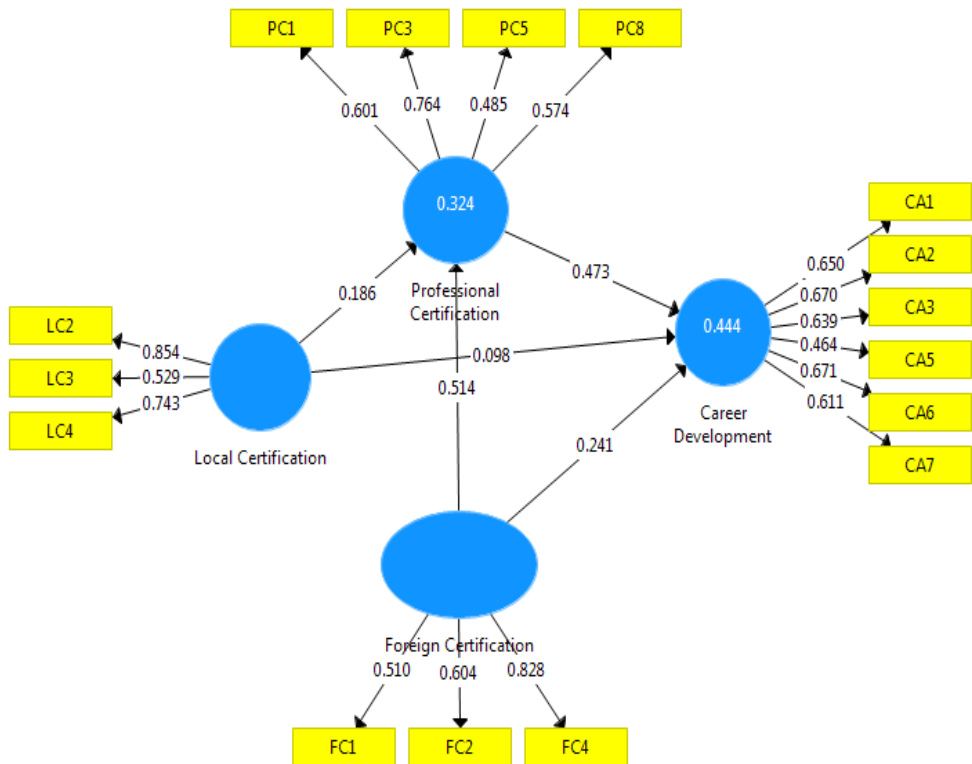 PC1 PC3 PC5 PC8
0.601 0.764 0.485 0.574
0.324
Professional
Certification
CA1
CA2
CA3
CA5
CA6
CA7
0.650
0.670
0.639
0.464
0.671
0.611
0.473
0.444
Career
Development
0.186
0.098
LC2
LC3
LC4
0.854
0.529
0.743
Local Certification
0.514
0.241
Foreign Certification
0.510 0.604 0.828
FC1 FC2 FC4